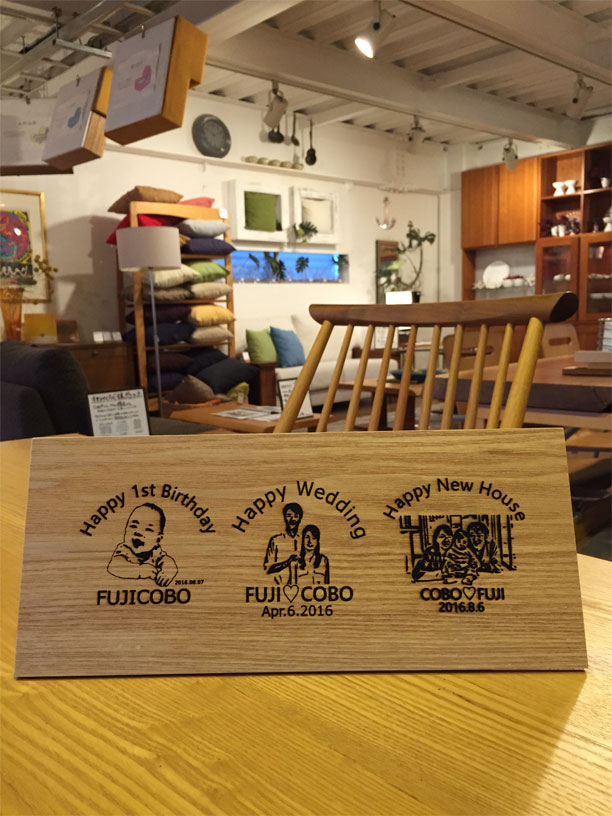 Happy 1st Birthday
2016.08.07
FUJICOBO
Happy Wedding
FUJI♡COBO
Apr.6.2016
Happy New House
COBO♡FUJI
2016.8.6